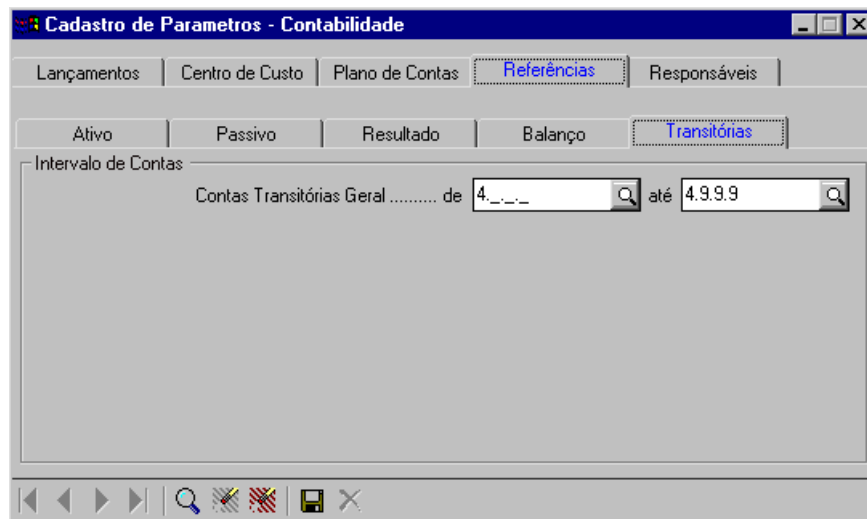 Cadastro de Parametros - Contabilidade
Lançamentos Centro de Custo Plano de Contas Referências Responsáveis
Ativo Passivo Resultado Balanço Transitórias
Intervalo de Contas
Contas Transitórias Geral .......... de 4._._._ até 4.9.9.9